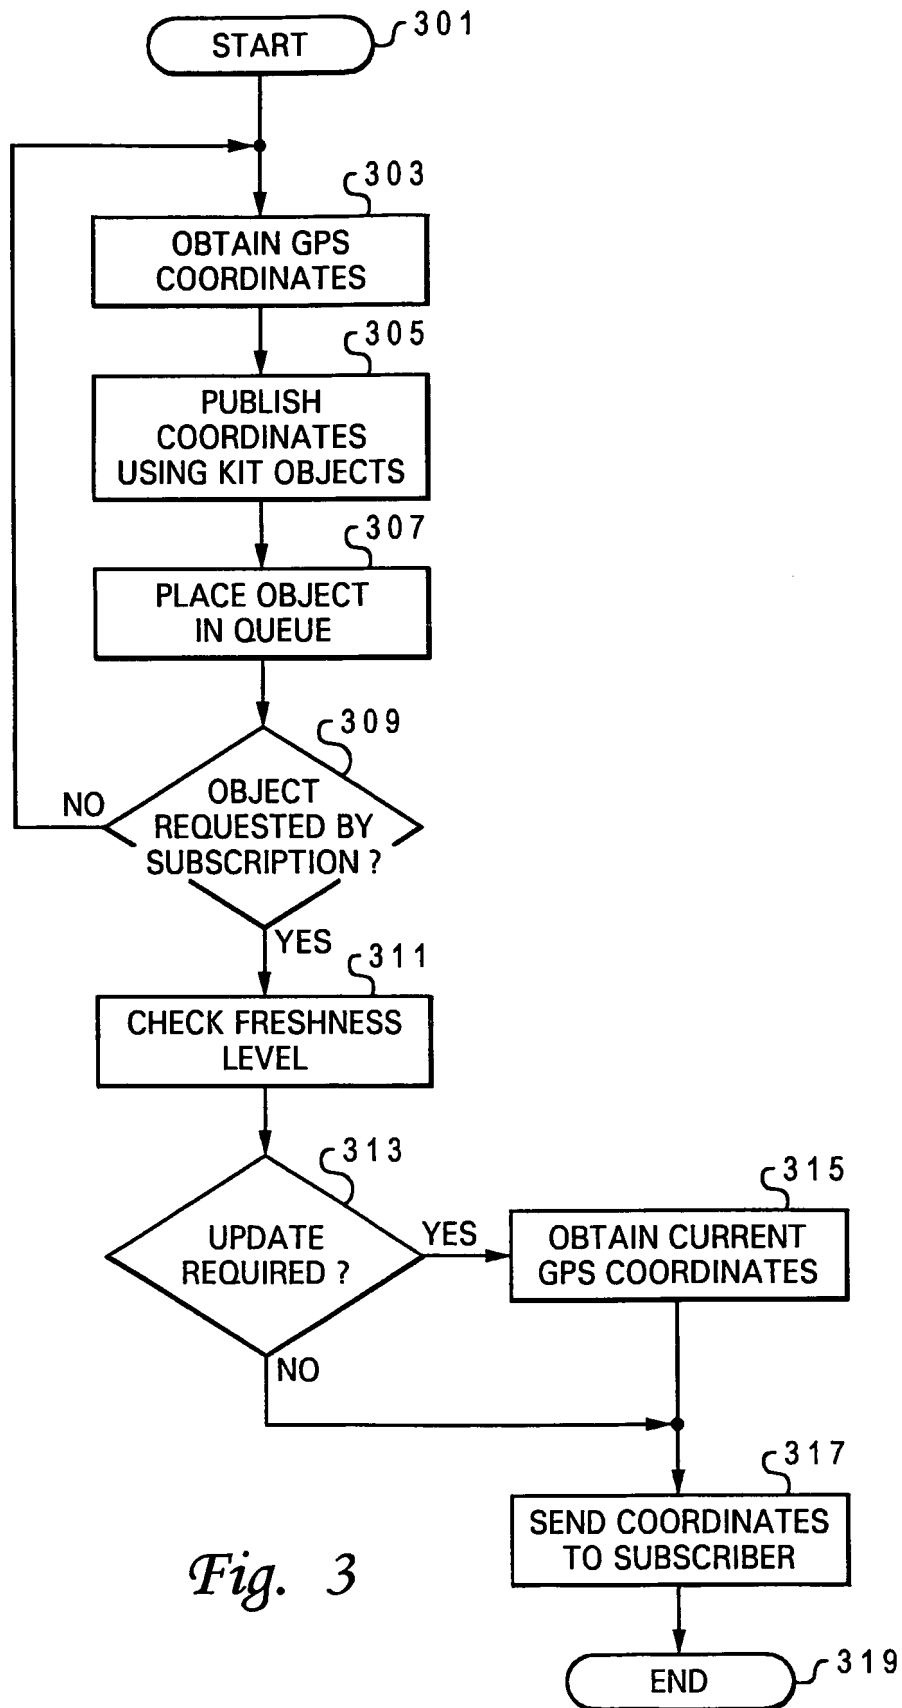 START
301
303
OBTAIN GPS
COORDINATES
305
PUBLISH
COORDINATES
USING KIT OBJECTS
307
PLACE OBJECT
IN QUEUE
309
OBJECT
REQUESTED BY
SUBSCRIPTION ?
NO
YES
311
CHECK FRESHNESS
LEVEL
313
UPDATE
REQUIRED ?
YES
NO
315
OBTAIN CURRENT
GPS COORDINATES
317
SEND COORDINATES
TO SUBSCRIBER
END
319
Fig. 3